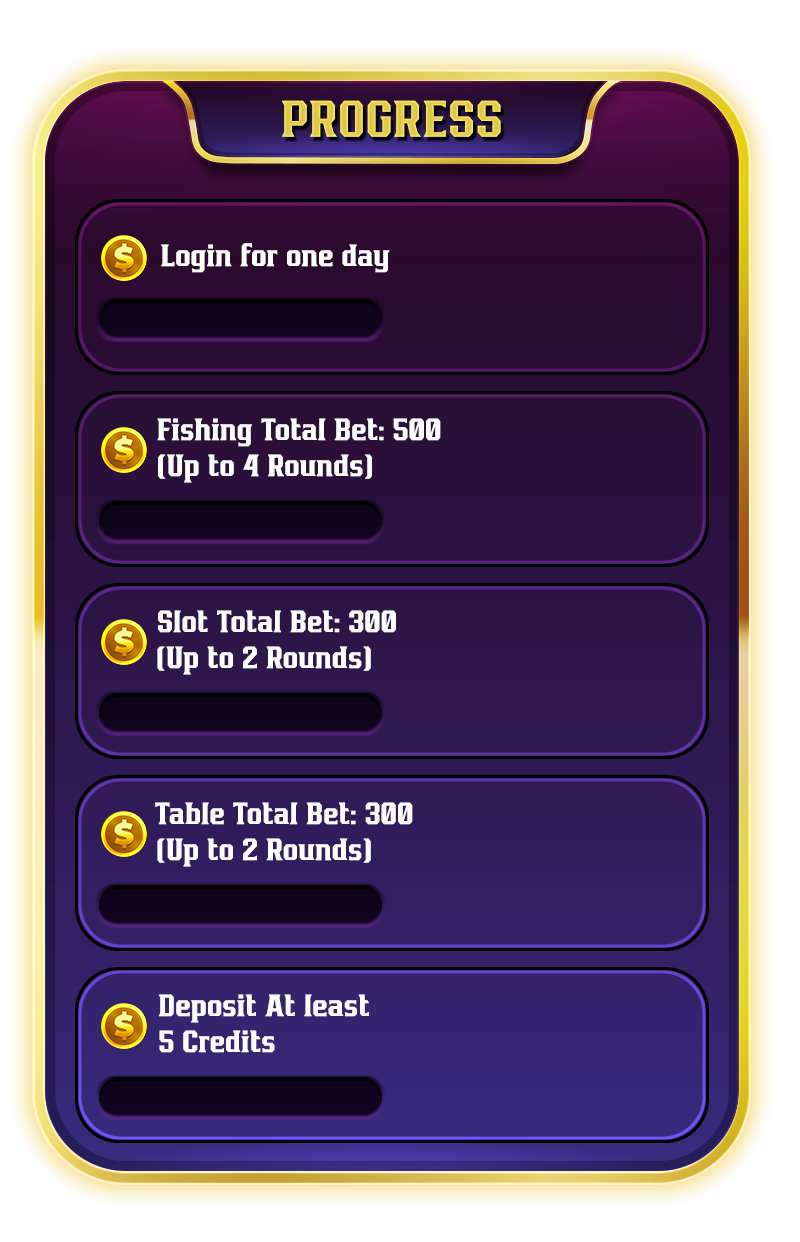 PROGRESS
$ Login for one day
$ Fishing Total Bet: 500
(Up to 4 Rounds)
$ Slot Total Bet: 300
(Up to 2 Rounds)
$ Table Total Bet: 300
(Up to 2 Rounds)
$ Deposit At least
5 Credits